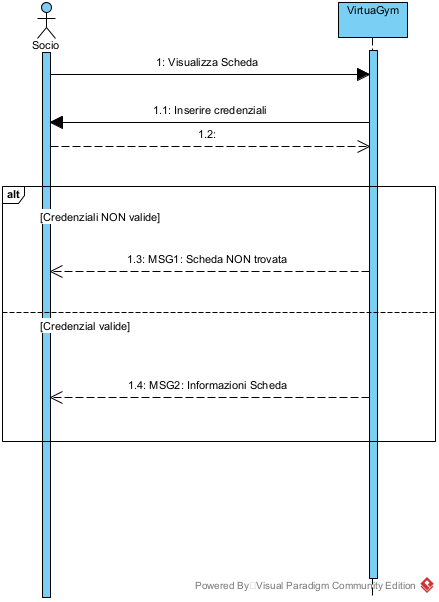 VirtuaGym
Socio
1: Visualizza Scheda
1.1: Inserire credenziali
1.2:
alt
[Credenziali NON valide]
1.3: MSG1: Scheda NON trovata
[Credenzial valide]
1.4: MSG2: Informazioni Scheda
Powered By Visual Paradigm Community Edition